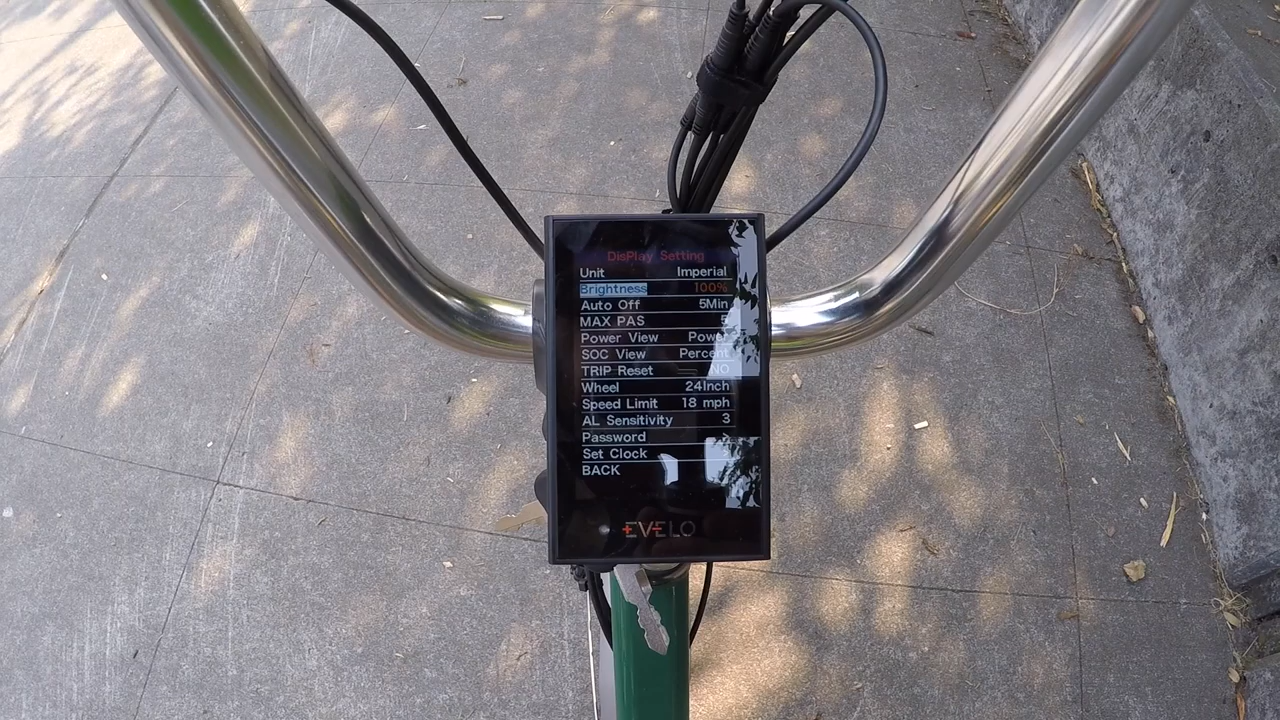 DisPlay Setting
Unit Imperial
Brightness 100%
Auto Off 5Min
MAX PAS 5
Power View Power
SOC View Percent
TRIP Reset NO
Wheel 24Inch
Speed Limit 18 mph
AL Sensitivity 3
Password
Set Clock
BACK
EVELO